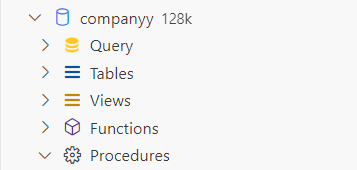 companyy 128k
Query
Tables
Views
Functions
Procedures